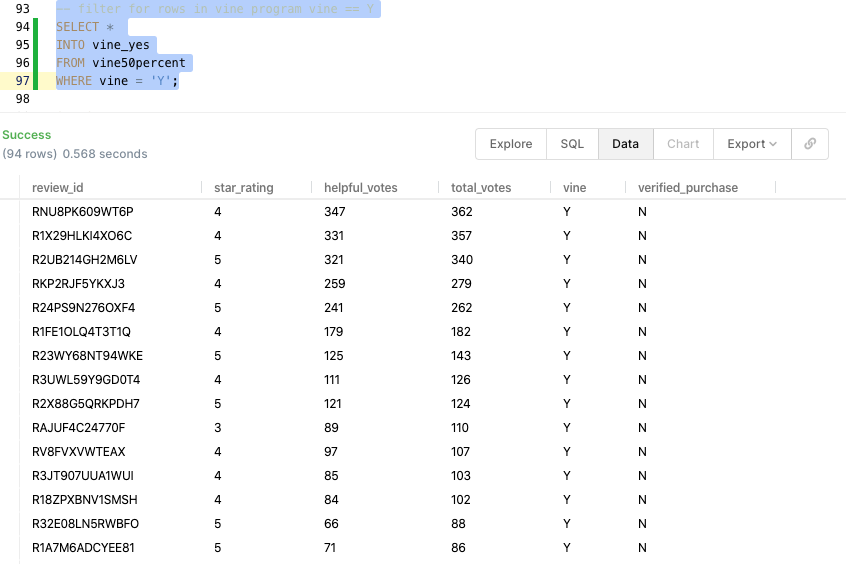 93 -- filter for rows in vine program vine == Y
94 SELECT *
95 INTO vine_yes
96 FROM vine50percent
97 WHERE vine = 'Y';
98
Success
(94 rows) 0.568 seconds
Explore SQL Data Chart Export
review_id star_rating helpful_votes total_votes vine verified_purchase
RNU8PK609WT6P 4 347 362 Y N
R1X29HLKI4XO6C 4 331 357 Y N
R2UB214GH2M6LV 5 321 340 Y N
RKP2RJF5YKXJ3 4 259 279 Y N
R24PS9N276OXF4 5 241 262 Y N
R1FE1OLQ4T3T1Q 4 179 182 Y N
R23WY68NT94WKE 5 125 143 Y N
R3UWL59Y9GD0T4 4 111 126 Y N
R2X88G5QRKPDH7 5 121 124 Y N
RAJUF4C24770F 3 89 110 Y N
RV8FVXVWTEAX 4 97 107 Y N
R3JT907UUA1WUI 4 85 103 Y N
R18ZPXBNV1SMSH 4 84 102 Y N
R32E08LN5RWBFO 5 66 88 Y N
R1A7M6ADCYEE81 5 71 86 Y N